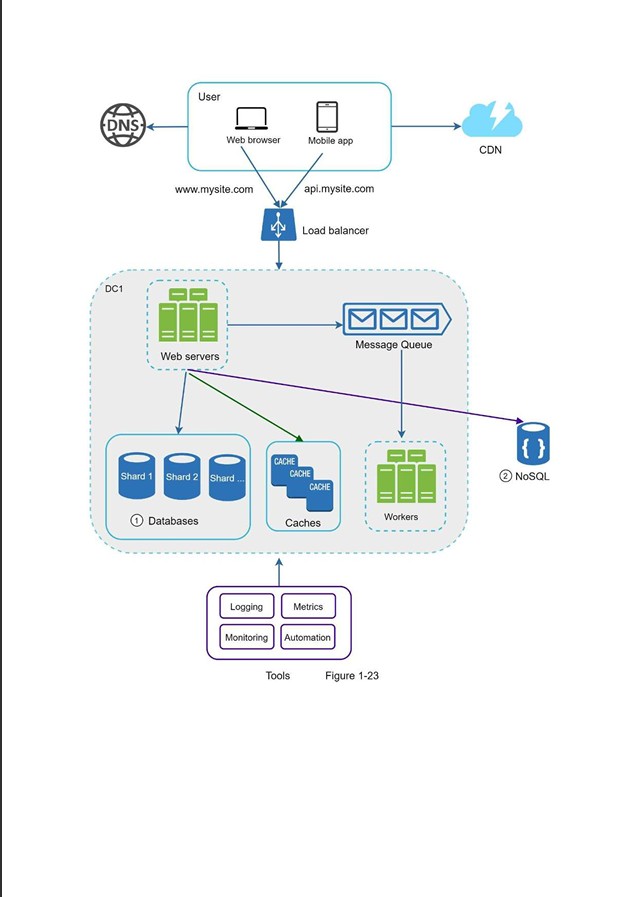 User
DNS
Web browser
Mobile app
CDN
www.mysite.com
api.mysite.com
Load balancer
DC1
Web servers
Message Queue
Shard 1
Shard 2
Shard ...
1 Databases
CACHE
CACHE
CACHE
Caches
Workers
2 NoSQL
Logging
Metrics
Monitoring
Automation
Tools
Figure 1-23